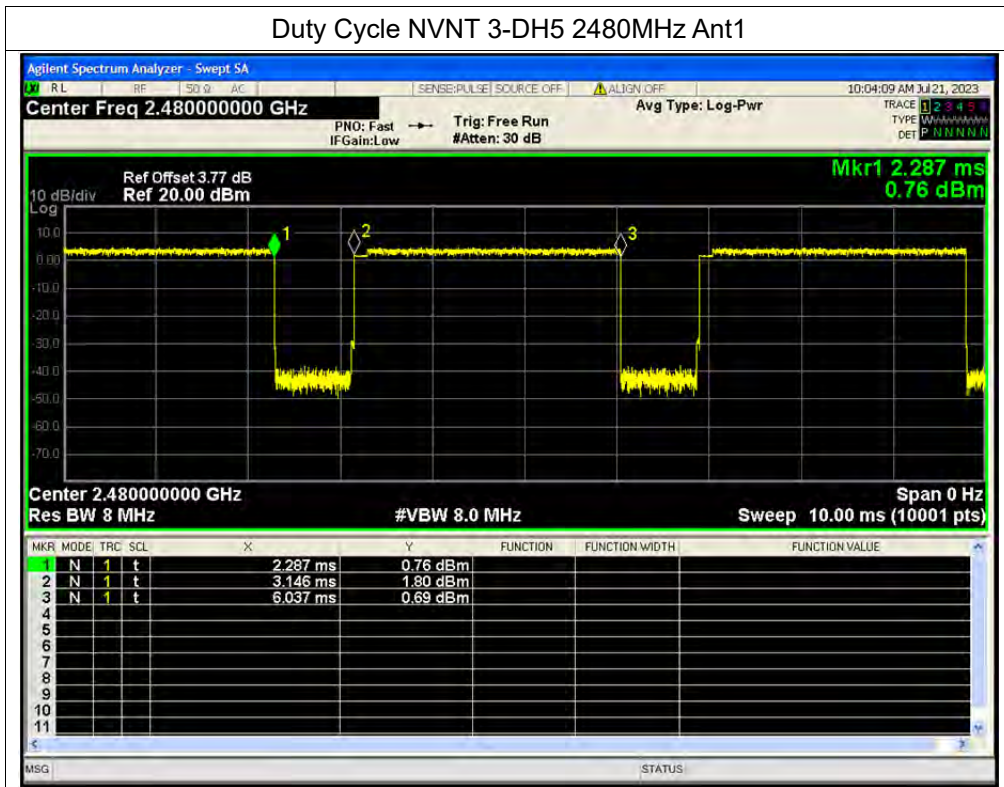 Duty Cycle NVNT 3-DH5 2480MHz Ant1
Agilent Spectrum Analyzer - Swept SA
LXI RL RF 50 Ω AC SENSE:PULSE SOURCE OFF ALIGN OFF 10:04:09 AM Jul 21, 2023
Center Freq 2.480000000 GHz Avg Type: Log-Pwr TRACE 1 2 3 4 5 6
PNO: Fast Trig: Free Run TYPE
IFGain:Low #Atten: 30 dB DET P N N N N N
Mkr1 2.287 ms
0.76 dBm
Ref Offset 3.77 dB
10 dB/div Ref 20.00 dBm
Log
10.0
0.00
-10.0
-20.0
-30.0
-40.0
-50.0
-60.0
-70.0
1
2
3
Center 2.480000000 GHz Span 0 Hz
Res BW 8 MHz #VBW 8.0 MHz Sweep 10.00 ms (10001 pts)
MKR MODE TRC SCL X Y FUNCTION FUNCTION WIDTH FUNCTION VALUE
1 N 1 t 2.287 ms 0.76 dBm
2 N 1 t 3.146 ms 1.80 dBm
3 N 1 t 6.037 ms 0.69 dBm
4
5
6
7
8
9
10
11
MSG STATUS